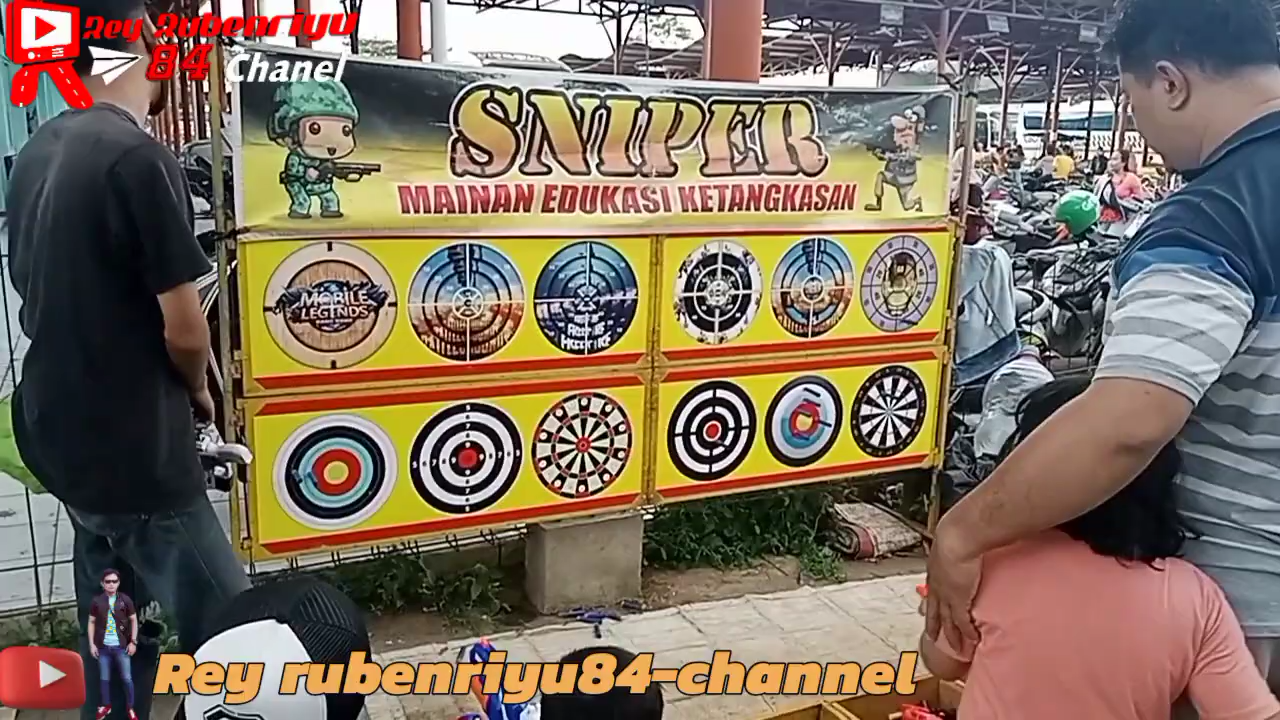 Rey Rubenriyu
84 Chanel
SNIPER
MAINAN EDUKASI KETANGKASAN
MOBILE
LEGENDS
Rey rubenriyu84-channel